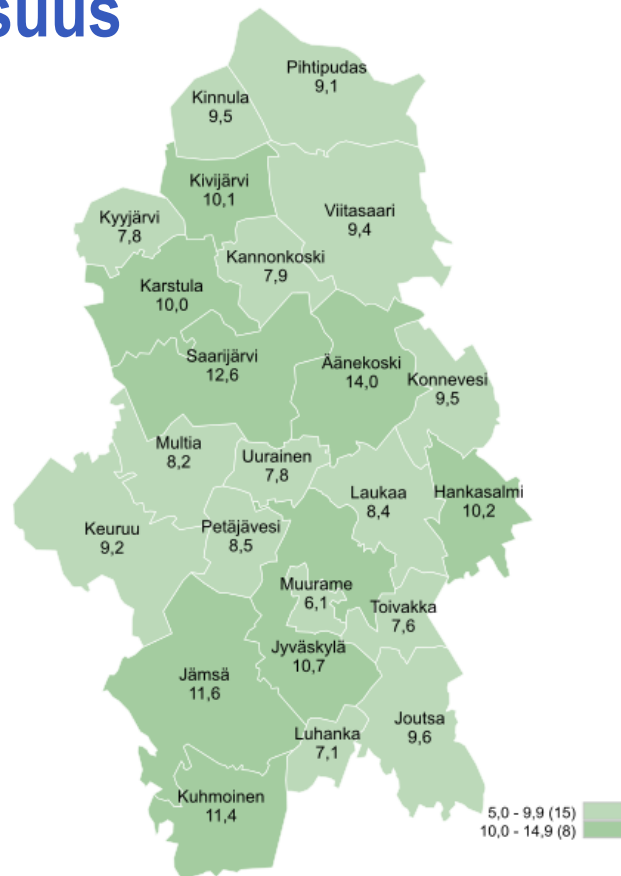 suus
Pihtipudas
9,1
Kinnula
9,5
Kivijärvi
10,1
Viitasaari
9,4
Kyyjärvi
7,8
Kannonkoski
7,9
Karstula
10,0
Saarijärvi
12,6
Äänekoski
14,0
Konnevesi
9,5
Multia
8,2
Uurainen
7,8
Laukaa
8,4
Hankasalmi
10,2
Keuruu
9,2
Petäjävesi
8,5
Muurame
6,1
Toivakka
7,6
Jyväskylä
10,7
Jämsä
11,6
Joutsa
9,6
Luhanka
7,1
Kuhmoinen
11,4
5,0 - 9,9 (15)
10,0 - 14,9 (8)